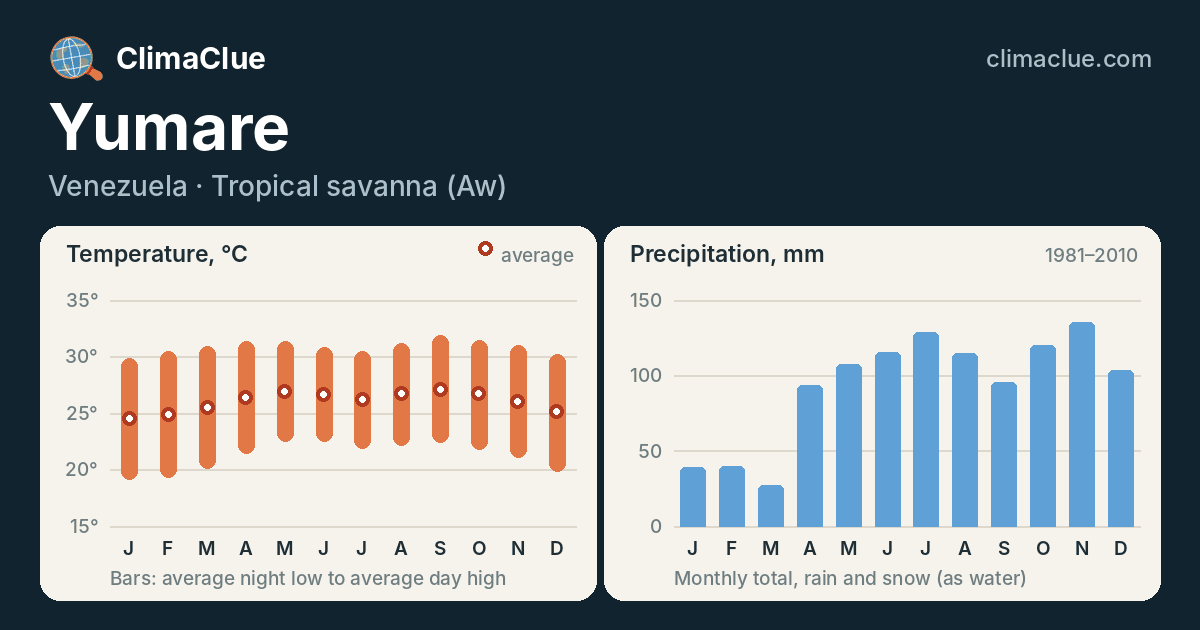 ClimaClue
climaclue.com
Yumare
Venezuela · Tropical savanna (Aw)
Temperature, °C
average
35°
30°
25°
20°
15°
J F M A M J J A S O N D
Bars: average night low to average day high
Precipitation, mm
1981–2010
150
100
50
0
J F M A M J J A S O N D
Monthly total, rain and snow (as water)